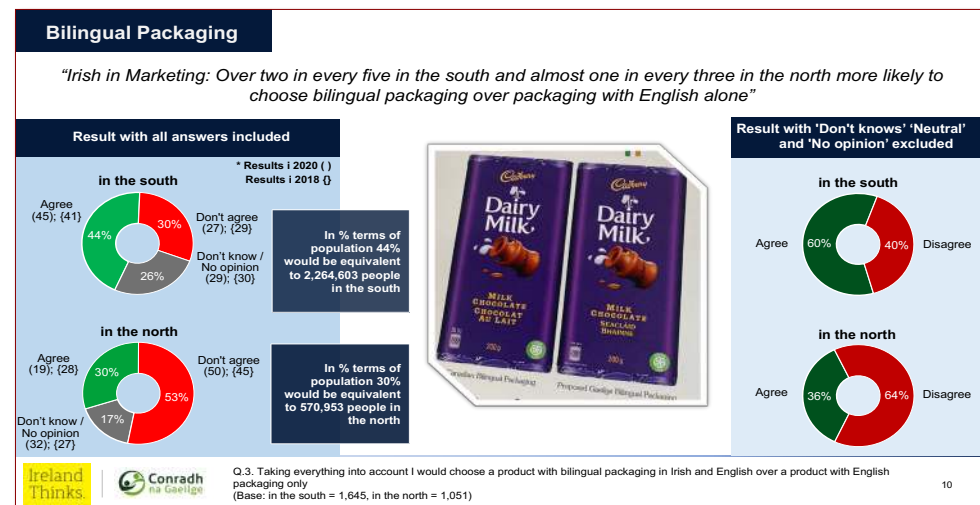 Bilingual Packaging
“Irish in Marketing: Over two in every five in the south and almost one in every three in the north more likely to
choose bilingual packaging over packaging with English alone”
Result with all answers included
* Results i 2020 ( )
Results i 2018 {}
in the south
Agree
(45); {41}
44%
30%
26%
Don't agree
(27); {29}
Don’t know /
No opinion
(29); {30}
In % terms of
population 44%
would be equivalent
to 2,264,603 people
in the south
in the north
Agree
(19); {28}
30%
53%
17%
Don't agree
(50); {45}
Don’t know /
No opinion
(32); {27}
In % terms of
population 30%
would be equivalent
to 570,953 people in
the north
Cadbury
Dairy
Milk
MILK
CHOCOLATE
CHOCOLAT
AU LAIT
200g
Canadian Bilingual Packaging
Cadbury
Dairy
Milk
MILK
CHOCOLATE
SEACLÁID
BHAINNE
200g
Proposed Gaeilge Bilingual Packaging
Result with 'Don't knows’ ‘Neutral’
and 'No opinion’ excluded
in the south
Agree
60%
40%
Disagree
in the north
Agree
36%
64%
Disagree
Ireland
Thinks.
Conradh
na Gaeilge
Q.3. Taking everything into account I would choose a product with bilingual packaging in Irish and English over a product with English
packaging only
(Base: in the south = 1,645, in the north = 1,051)
10